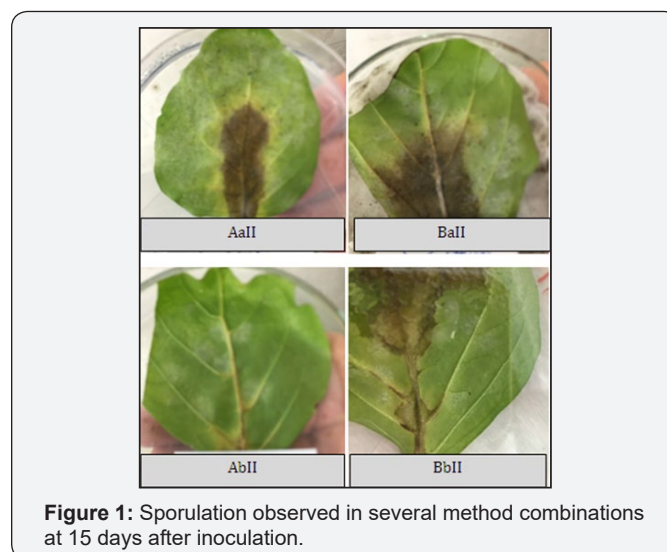 AaII
BaII
AbII
BbII
Figure 1: Sporulation observed in several method combinations
at 15 days after inoculation.